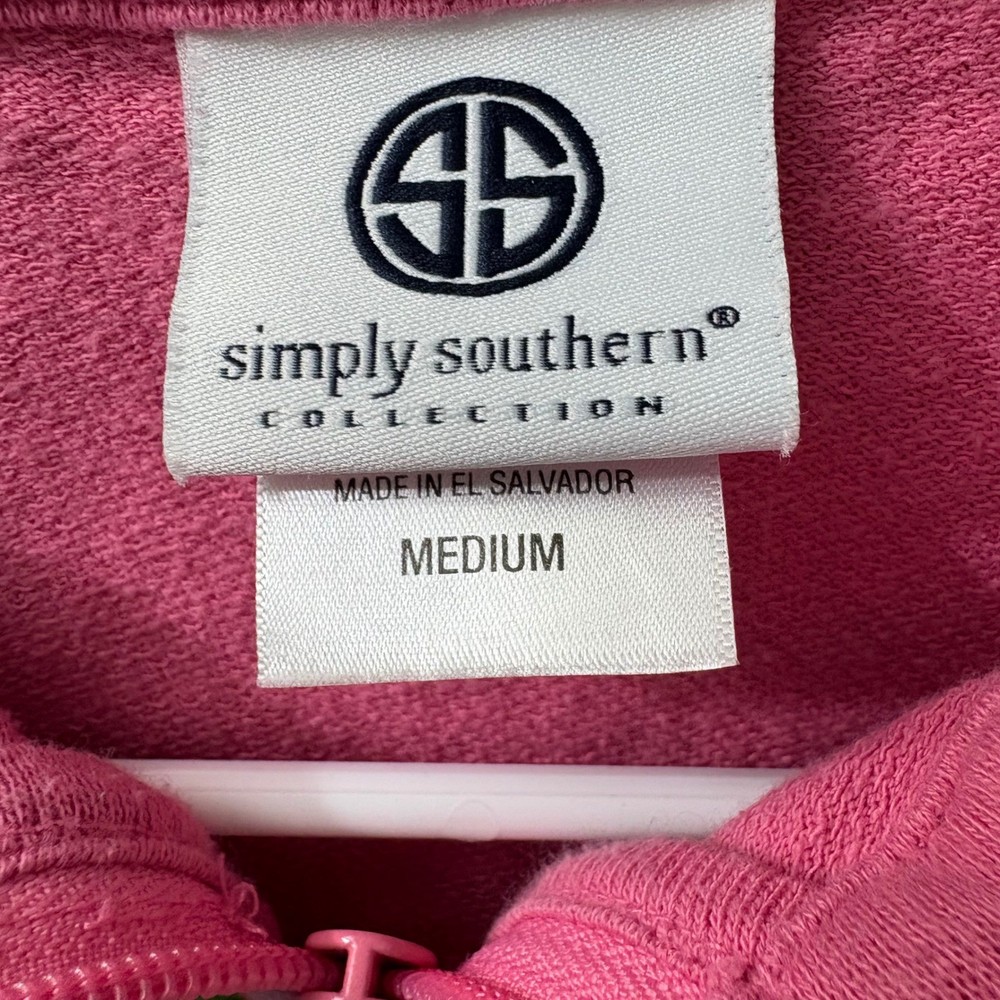 SS
simply southern®
COLLECTION
MADE IN EL SALVADOR
MEDIUM